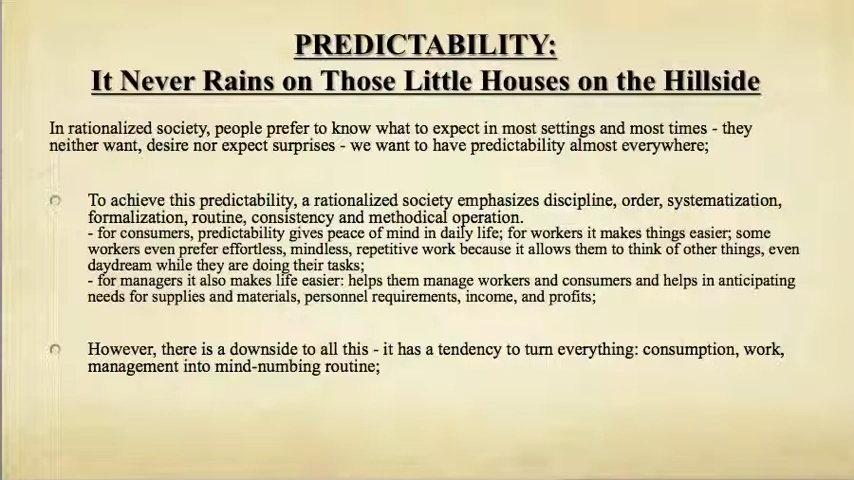 PREDICTABILITY:
It Never Rains on Those Little Houses on the Hillside
In rationalized society, people prefer to know what to expect in most settings and most times - they
neither want, desire nor expect surprises - we want to have predictability almost everywhere;
To achieve this predictability, a rationalized society emphasizes discipline, order, systematization,
formalization, routine, consistency and methodical operation.
- for consumers, predictability gives peace of mind in daily life; for workers it makes things easier; some
workers even prefer effortless, mindless, repetitive work because it allows them to think of other things, even
daydream while they are doing their tasks;
- for managers it also makes life easier: helps them manage workers and consumers and helps in anticipating
needs for supplies and materials, personnel requirements, income, and profits;
However, there is a downside to all this - it has a tendency to turn everything: consumption, work,
management into mind-numbing routine;